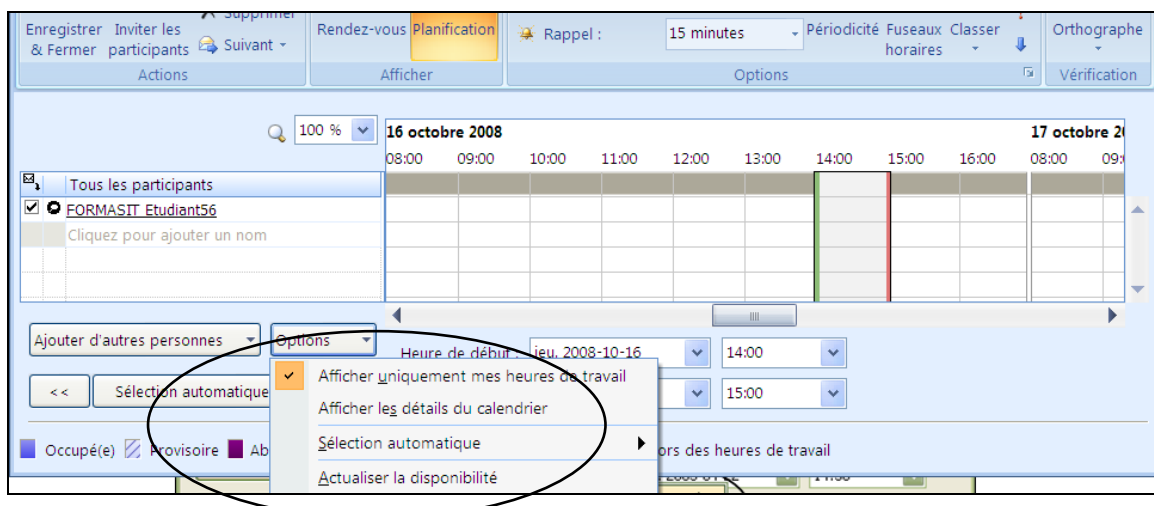 Supprimer
Enregistrer Inviter les Rendez-vous Planification Rappel : 15 minutes Périodicité Fuseaux Classer Orthographe
& Fermer participants Suivant horaires
Actions Afficher Options Vérification
100 % 16 octobre 2008 17 octobre
08:00 09:00 10:00 11:00 12:00 13:00 14:00 15:00 16:00 08:00
Tous les participants
FORMASIT Etudiant56
Cliquez pour ajouter un nom
Ajouter d'autres personnes Options
Heure de début : jeu. 2008-10-16 14:00
Afficher uniquement mes heures de travail
<< Sélection automatique 15:00
Afficher les détails du calendrier
Sélection automatique
Occupé(e) Provisoire Ab ors des heures de travail
Actualiser la disponibilité